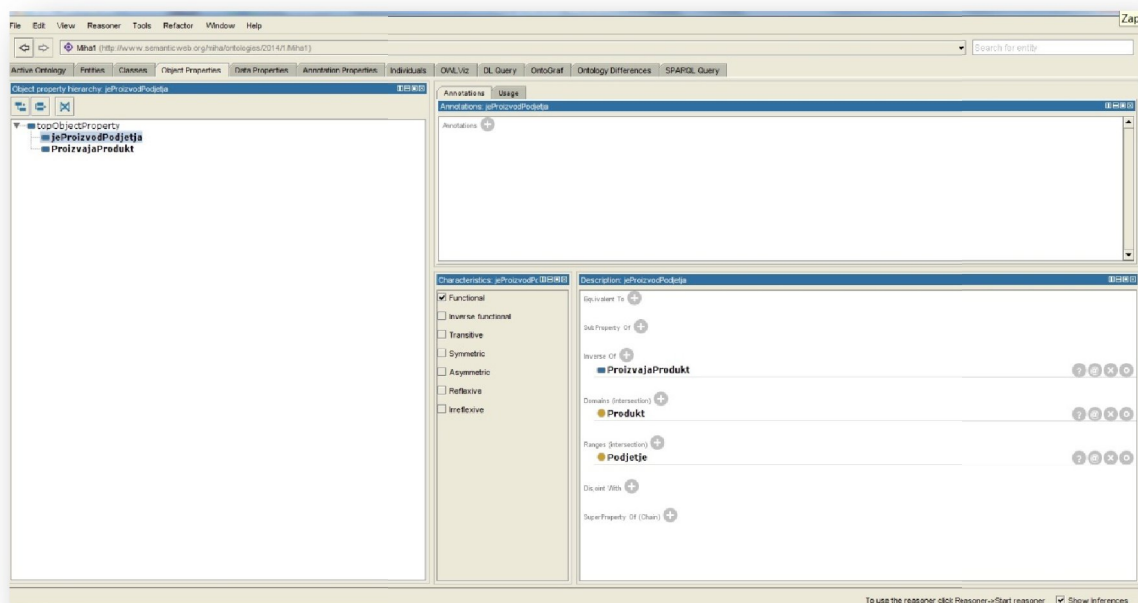 Zap
File Edit View Reasoner Tools Refactor Window Help
Miha1 (http://www.semanticweb.org/miha/ontologies/2014/1/Miha1) Search for entity
Active Ontology Entities Classes Object Properties Data Properties Annotation Properties Individuals OWLViz DL Query OntoGraf Ontology Differences SPARQL Query
Object property hierarchy: jeProizvodPodjetja
topObjectProperty
jeProizvodPodjetja
ProizvajaProdukt
Annotations Usage
Annotations: jeProizvodPodjetja
Annotations
Characteristics: jeProizvodPo
Functional
Inverse functional
Transitive
Symmetric
Asymmetric
Reflexive
Irreflexive
Description: jeProizvodPodjetja
Equivalent To
SubProperty Of
Inverse Of
ProizvajaProdukt
Domains (intersection)
Produkt
Ranges (intersection)
Podjetje
Disjoint With
SuperProperty Of (Chain)
To use the reasoner click Reasoner->Start reasoner Show Inferences